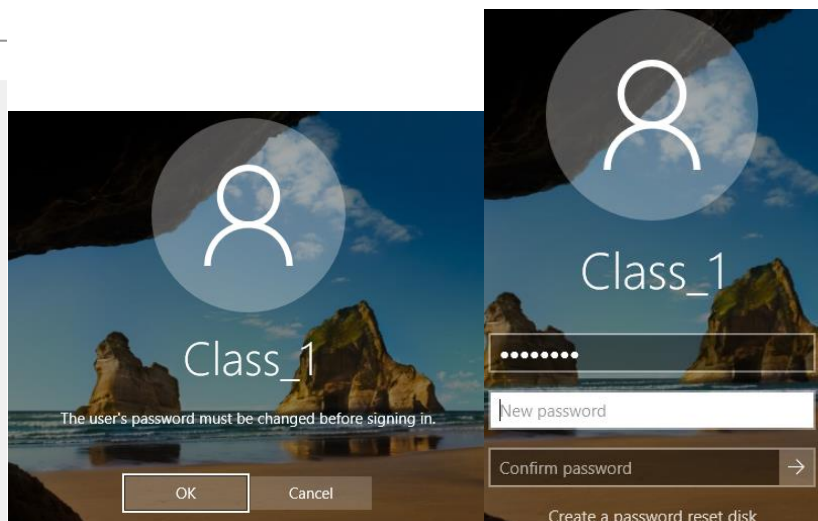 Class_1
The user's password must be changed before signing in.
OK
Cancel
Class_1
New password
Confirm password
Create a password reset disk